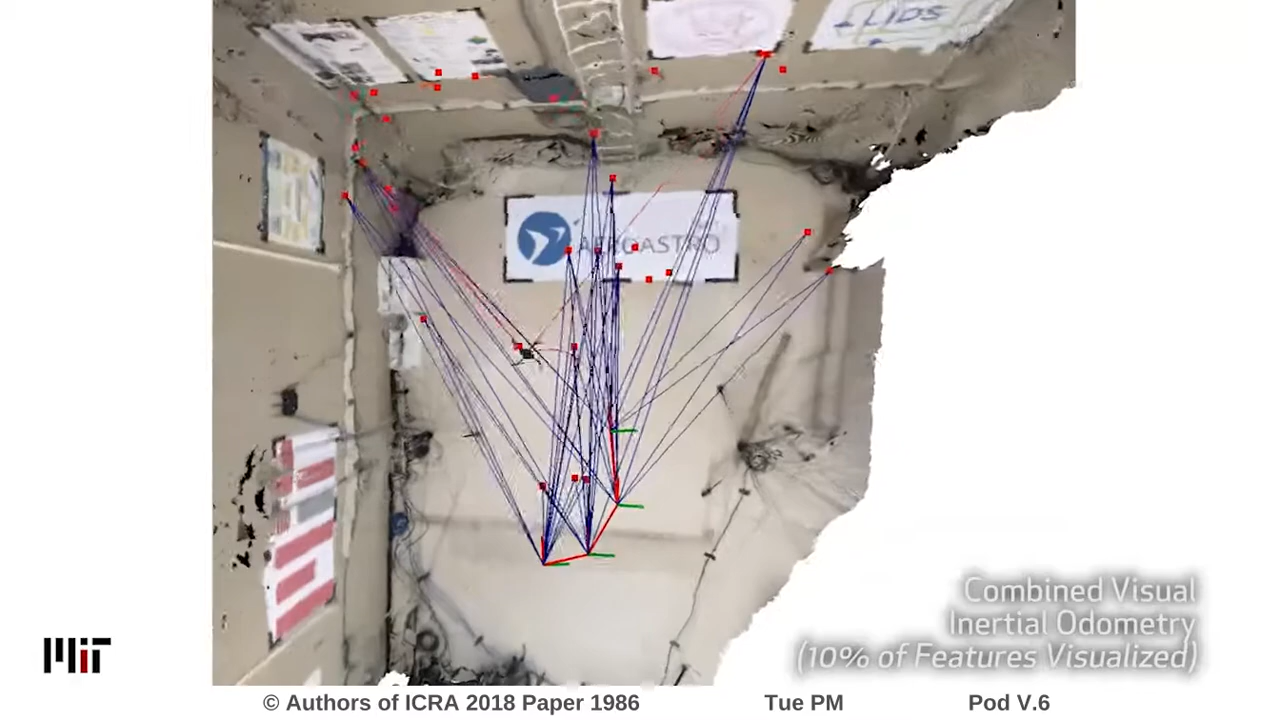 LIDS
AEROASTRO
Combined Visual
Inertial Odometry
(10% of Features Visualized)
MIT
© Authors of ICRA 2018 Paper 1986
Tue PM
Pod V.6